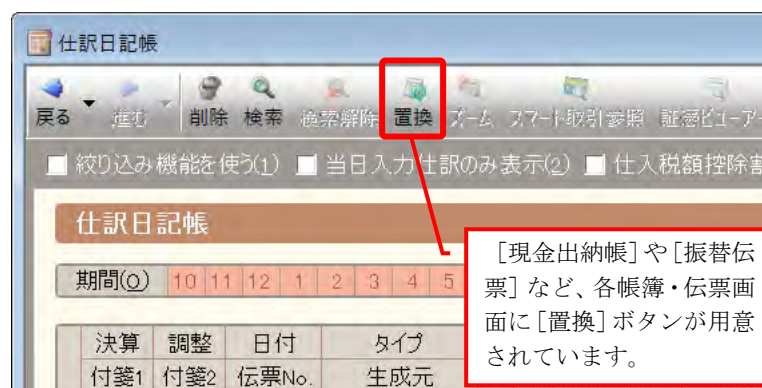 仕訳日記帳
戻る 進む 削除 検索 検索解除 置換 ズーム スマート取引参照 証憑ビューアー
絞り込み機能を使う(1) 当日入力仕訳のみ表示(2) 仕入税額控除割
仕訳日記帳
期間(O) 10 11 12 1 2 3 4 5
決算 調整 日付 タイプ
付箋1 付箋2 伝票No. 生成元
［現金出納帳］や［振替伝
票］など、各帳簿・伝票画
面に［置換］ボタンが用意
されています。